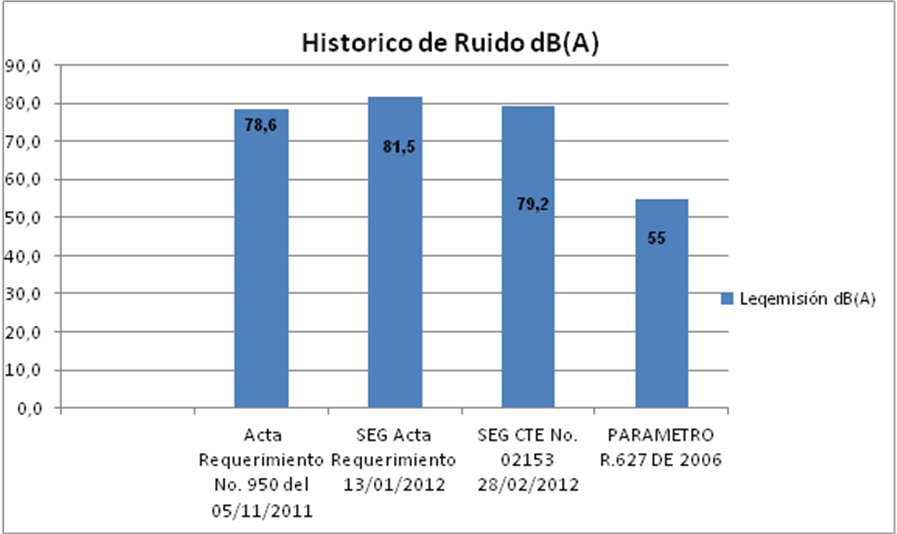 Historico de Ruido dB(A)
90,0
80,0
70,0
60,0
50,0
40,0
30,0
20,0
10,0
0,0
78,6
81,5
79,2
55
Leqemisión dB(A)
Acta
Requerimiento
No. 950 del
05/11/2011
SEG Acta
Requerimiento
13/01/2012
SEG CTE No.
02153
28/02/2012
PARAMETRO
R.627 DE 2006